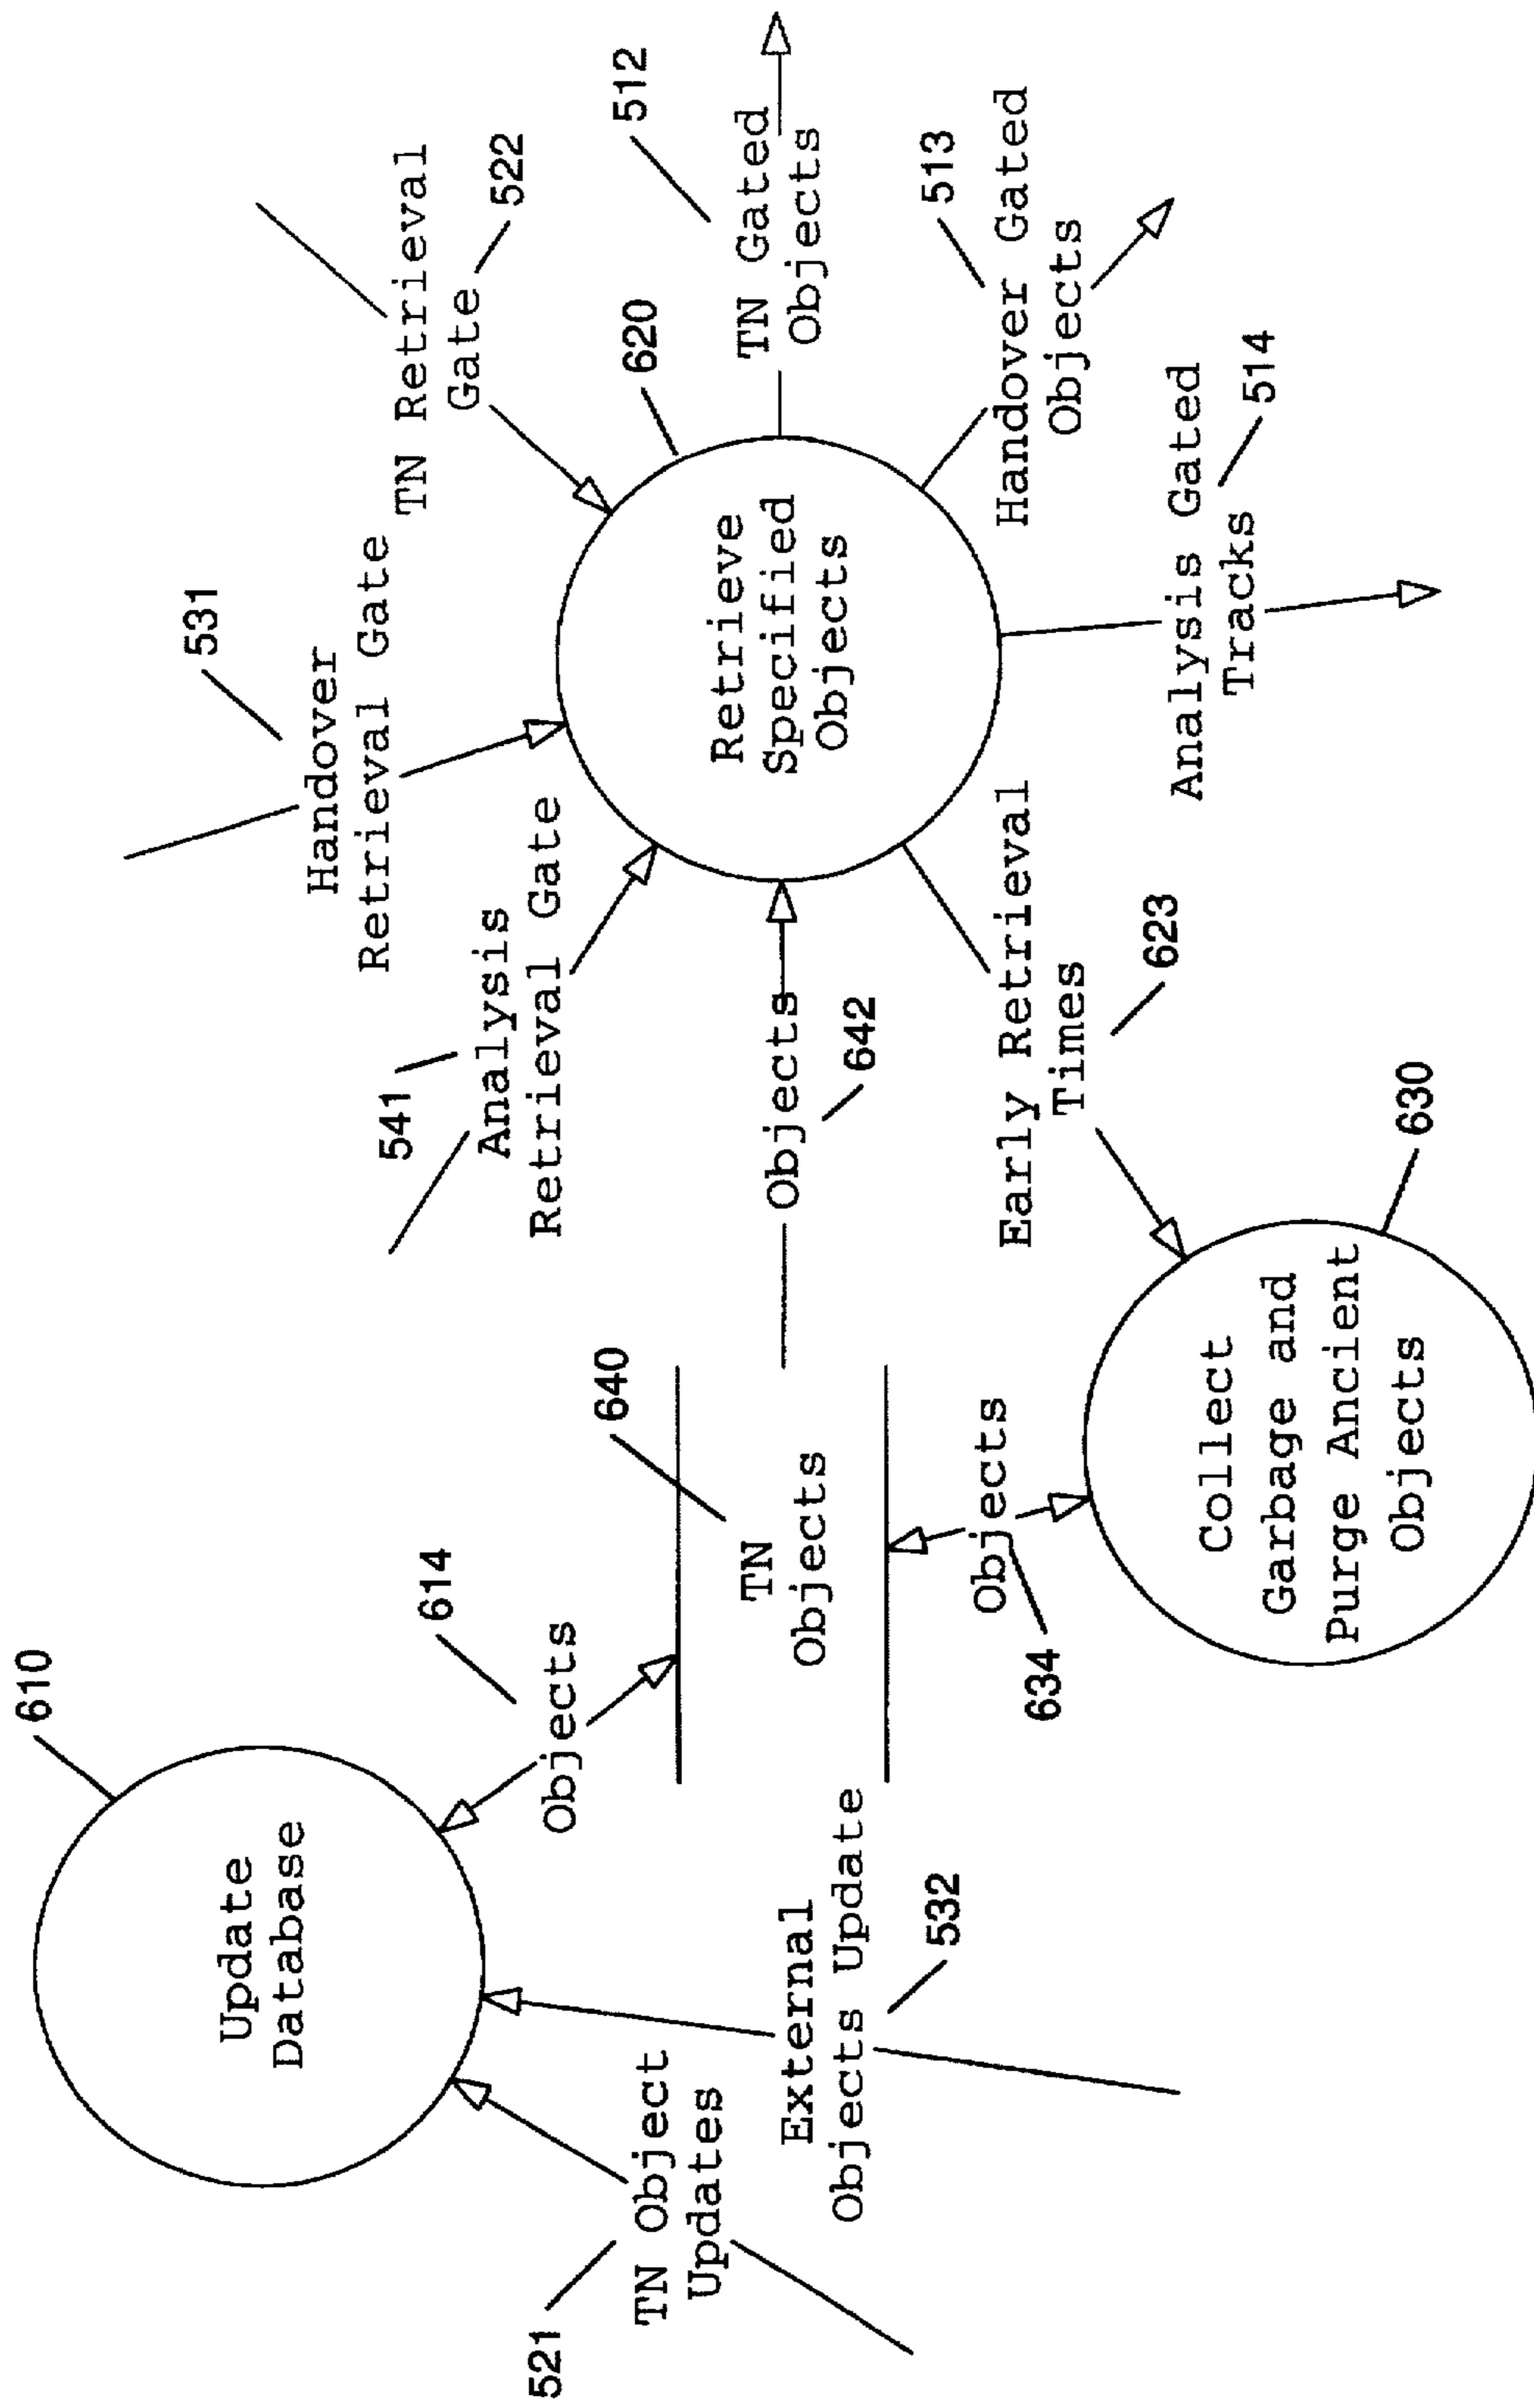 610
Update
Database
614
Objects
521
TN Object
Updates
External
Objects Update
532
640
TN
Objects
634
Objects
Collect
Garbage and
Purge Ancient
Objects
630
541
Analysis
Retrieval Gate
531
Handover
Retrieval Gate
TN Retrieval
Gate
522
Objects
642
620
Retrieve
Specified
Objects
512
TN Gated
Objects
513
Handover Gated
Objects
Analysis Gated
Tracks
514
Early Retrieval
Times
623